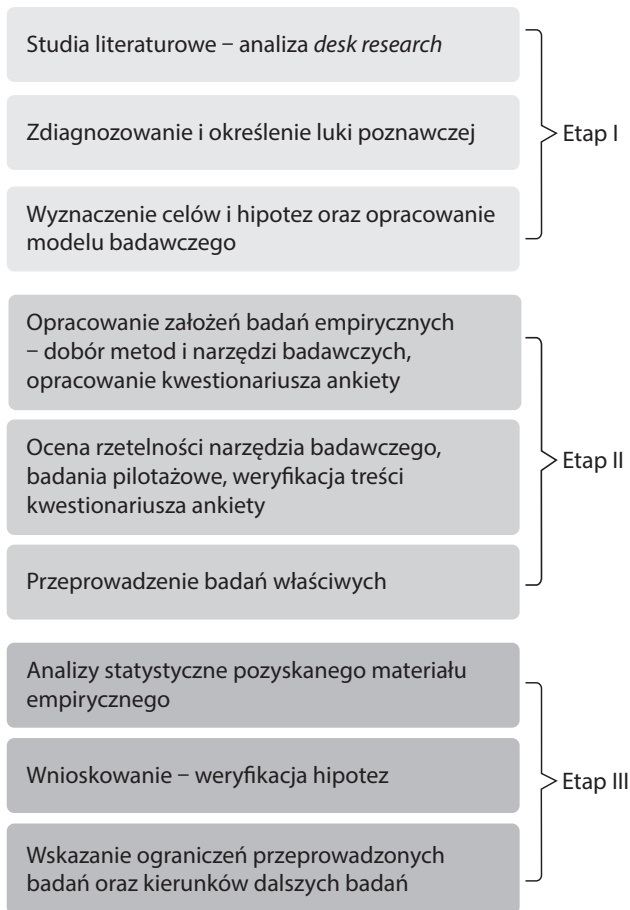 Studia literaturowe – analiza desk research
Zdiagnozowanie i określenie luki poznawczej
Etap I
Wyznaczenie celów i hipotez oraz opracowanie
modelu badawczego
Opracowanie założeń badań empirycznych
– dobór metod i narzędzi badawczych,
opracowanie kwestionariusza ankiety
Ocena rzetelności narzędzia badawczego,
badania pilotażowe, weryfikacja treści
kwestionariusza ankiety
Etap II
Przeprowadzenie badań właściwych
Analizy statystyczne pozyskanego materiału
empirycznego
Wnioskowanie – weryfikacja hipotez
Etap III
Wskazanie ograniczeń przeprowadzonych
badań oraz kierunków dalszych badań